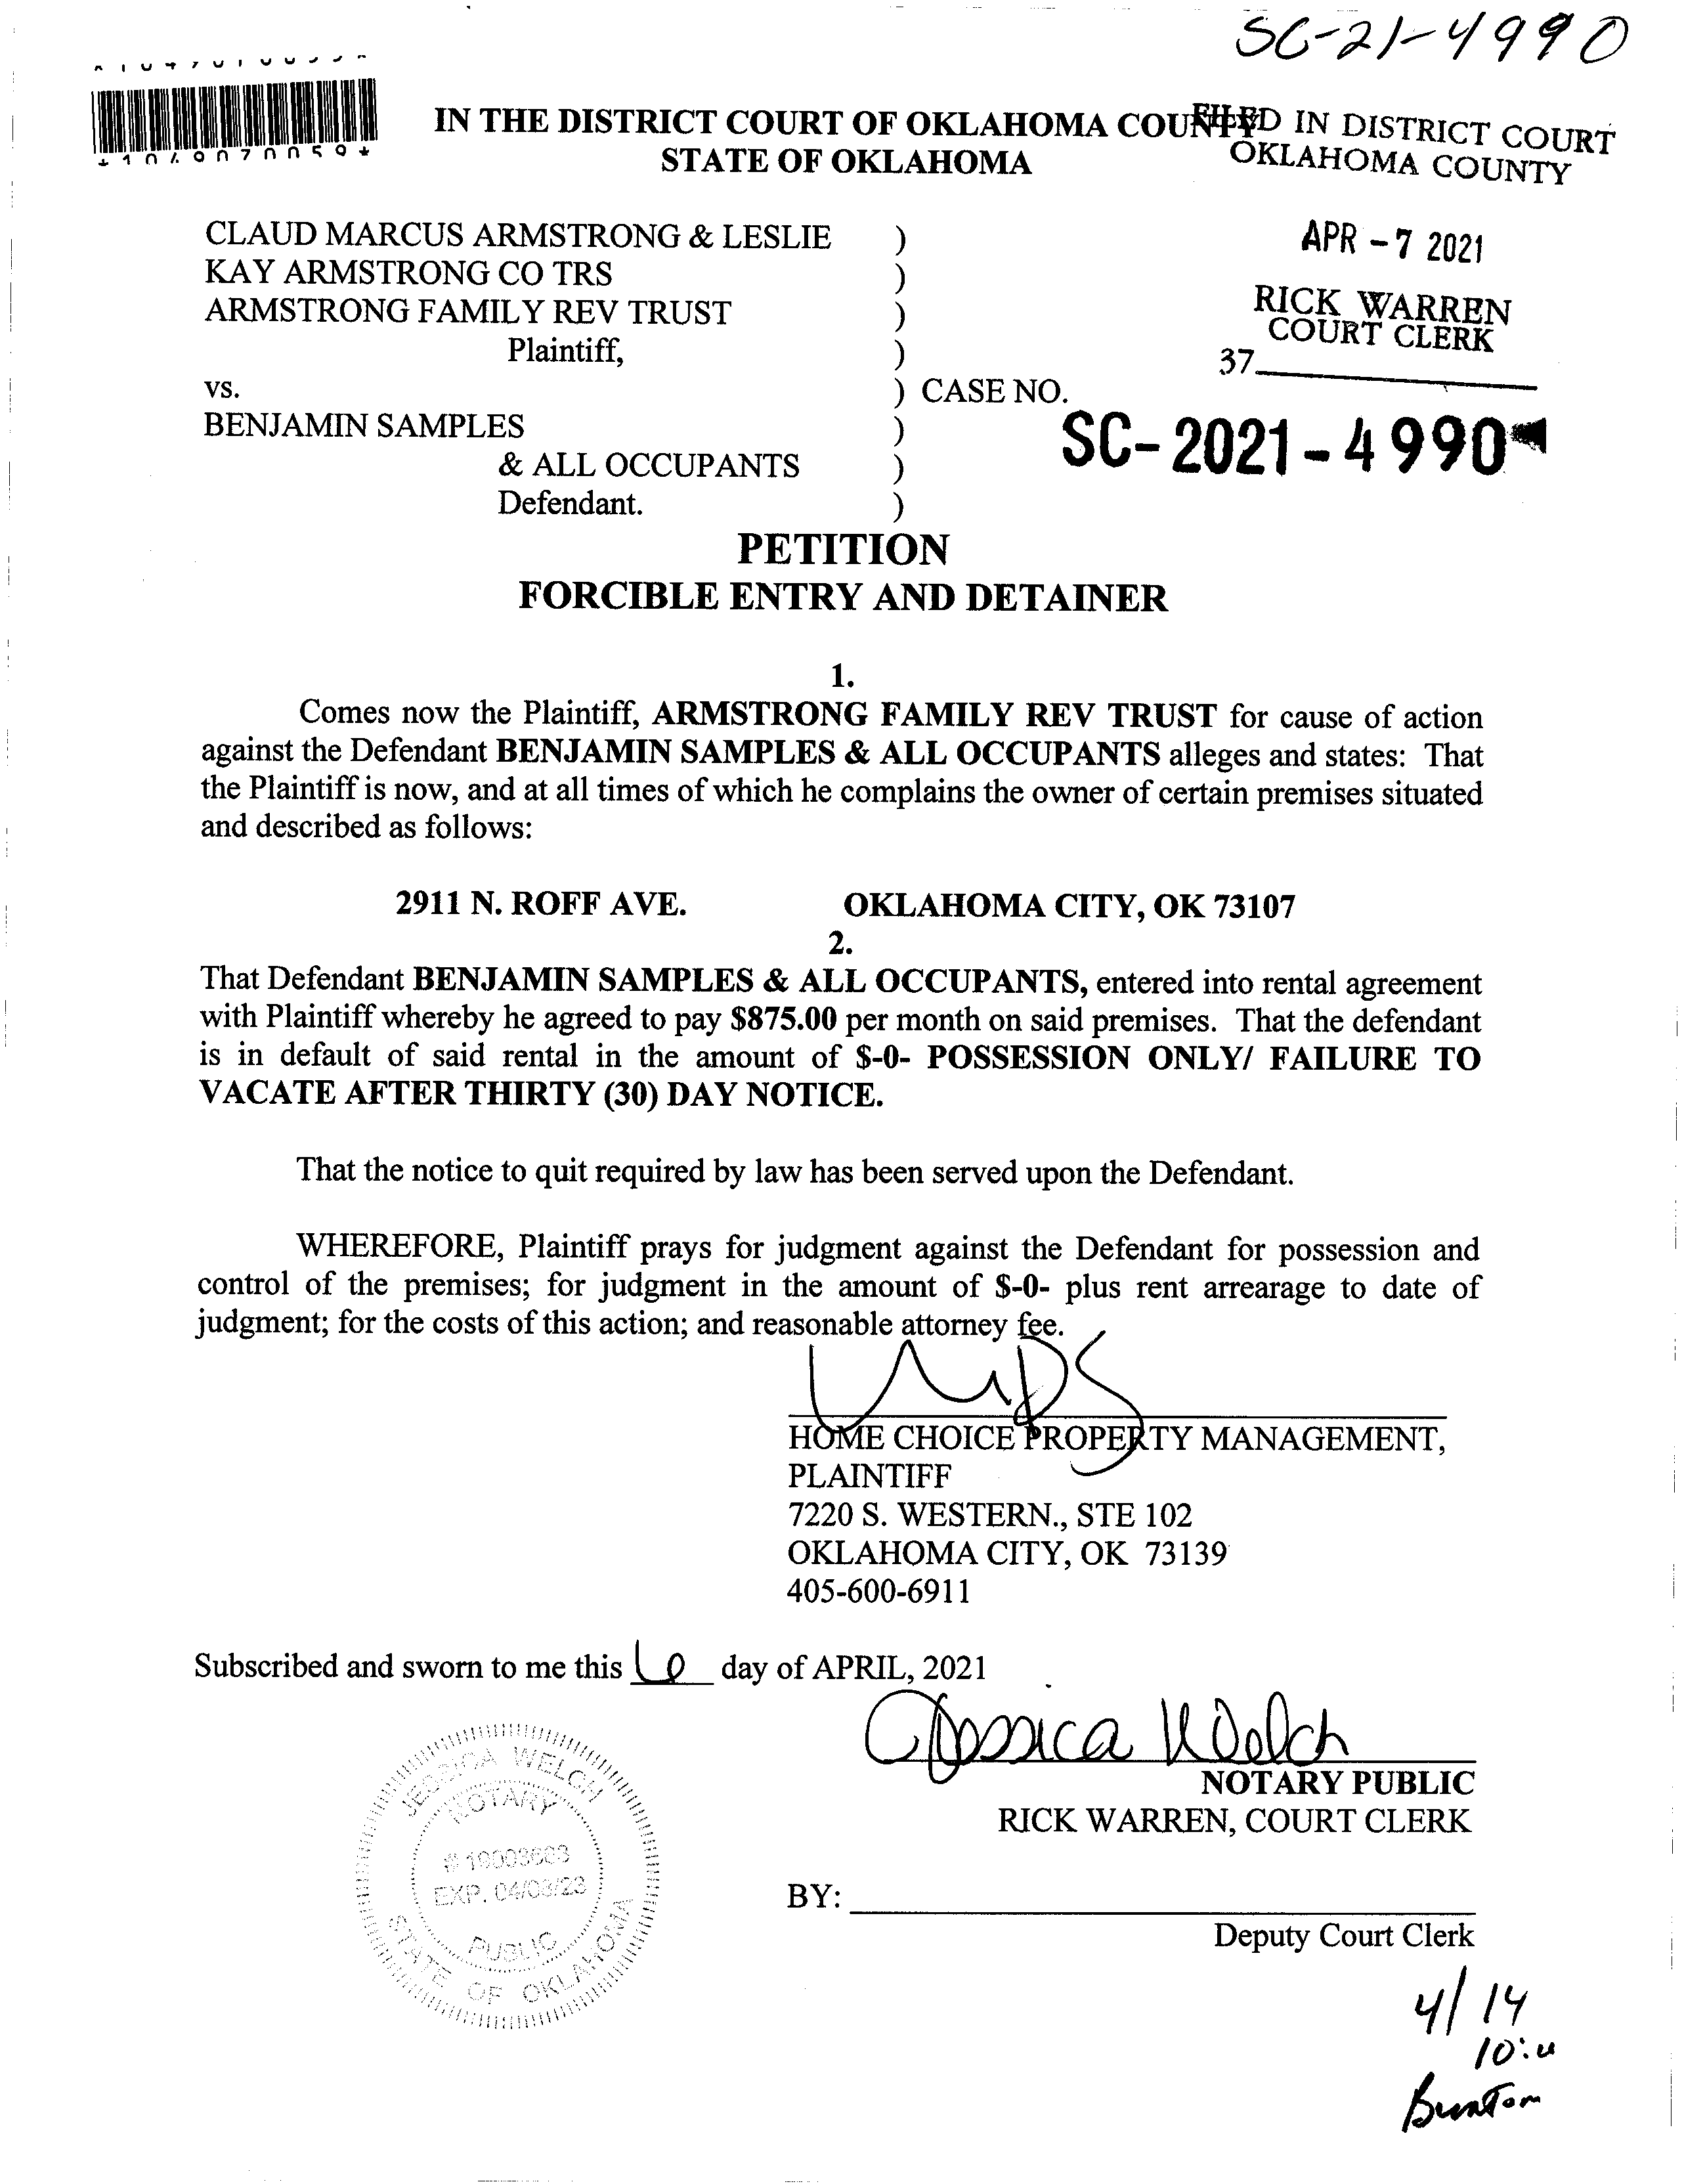 SC-21-4990
*1049070059*
IN THE DISTRICT COURT OF OKLAHOMA COUNTY
STATE OF OKLAHOMA
FILED IN DISTRICT COURT
OKLAHOMA COUNTY
APR -7 2021
RICK WARREN
COURT CLERK
37
CLAUD MARCUS ARMSTRONG & LESLIE )
KAY ARMSTRONG CO TRS )
ARMSTRONG FAMILY REV TRUST )
Plaintiff, )
vs. ) CASE NO.
BENJAMIN SAMPLES ) SC-2021-4990
& ALL OCCUPANTS )
Defendant. )
PETITION
FORCIBLE ENTRY AND DETAINER
1.
Comes now the Plaintiff, ARMSTRONG FAMILY REV TRUST for cause of action
against the Defendant BENJAMIN SAMPLES & ALL OCCUPANTS alleges and states: That
the Plaintiff is now, and at all times of which he complains the owner of certain premises situated
and described as follows:
2911 N. ROFF AVE. OKLAHOMA CITY, OK 73107
2.
That Defendant BENJAMIN SAMPLES & ALL OCCUPANTS, entered into rental agreement
with Plaintiff whereby he agreed to pay $875.00 per month on said premises. That the defendant
is in default of said rental in the amount of $-0- POSSESSION ONLY/ FAILURE TO
VACATE AFTER THIRTY (30) DAY NOTICE.
That the notice to quit required by law has been served upon the Defendant.
WHEREFORE, Plaintiff prays for judgment against the Defendant for possession and
control of the premises; for judgment in the amount of $-0- plus rent arrearage to date of
judgment; for the costs of this action; and reasonable attorney fee.
HOME CHOICE PROPERTY MANAGEMENT,
PLAINTIFF
7220 S. WESTERN., STE 102
OKLAHOMA CITY, OK 73139
405-600-6911
Subscribed and sworn to me this 6 day of APRIL, 2021
Jessica Welch
NOTARY PUBLIC
RICK WARREN, COURT CLERK
BY:
Deputy Court Clerk
JESSICA WELCH
NOTARY
EXP. 04/03/23
PUBLIC
STATE OF OKLAHOMA
4/14